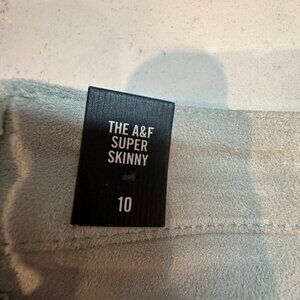 THE A&F
SUPER
SKINNY
10